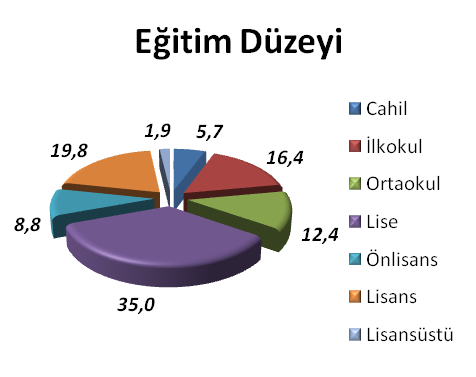 Eğitim Düzeyi
1,9
5,7
19,8
16,4
8,8
12,4
35,0
Cahil
İlkokul
Ortaokul
Lise
Önlisans
Lisans
Lisansüstü